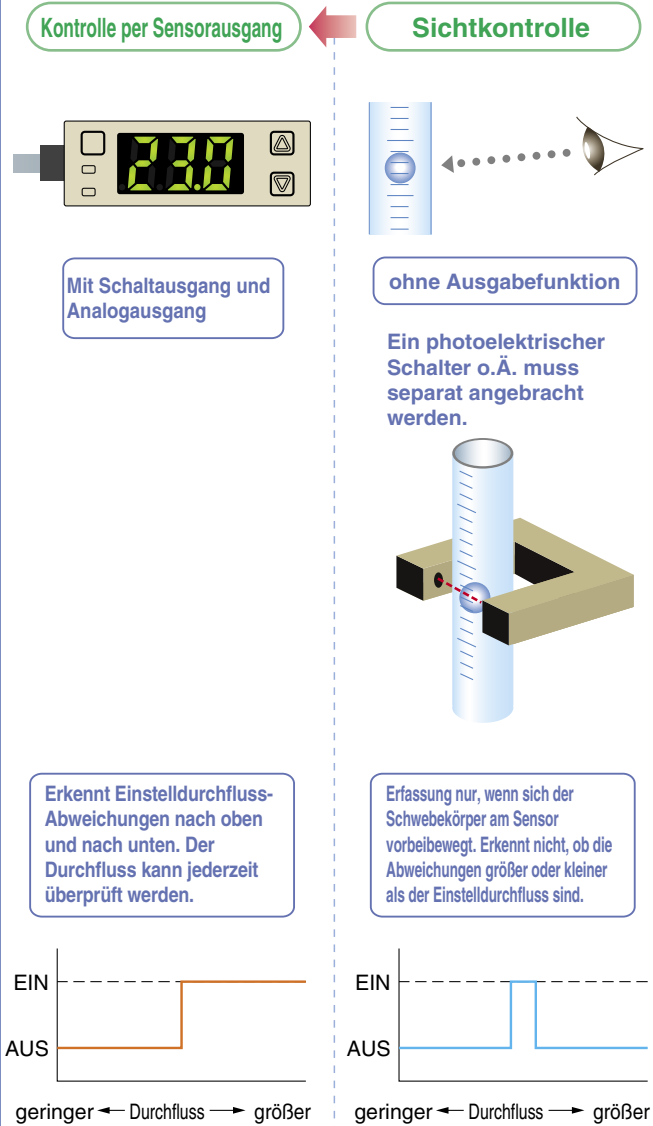 Kontrolle per Sensorausgang
23.0
Mit Schaltausgang und
Analogausgang
Erkennt Einstelldurchfluss-
Abweichungen nach oben
und nach unten. Der
Durchfluss kann jederzeit
überprüft werden.
EIN
AUS
geringer Durchfluss größer
Sichtkontrolle
ohne Ausgabefunktion
Ein photoelektrischer
Schalter o.Ä. muss
separat angebracht
werden.
Erfassung nur, wenn sich der
Schwebekörper am Sensor
vorbeibewegt. Erkennt nicht, ob die
Abweichungen größer oder kleiner
als der Einstelldurchfluss sind.
EIN
AUS
geringer Durchfluss größer